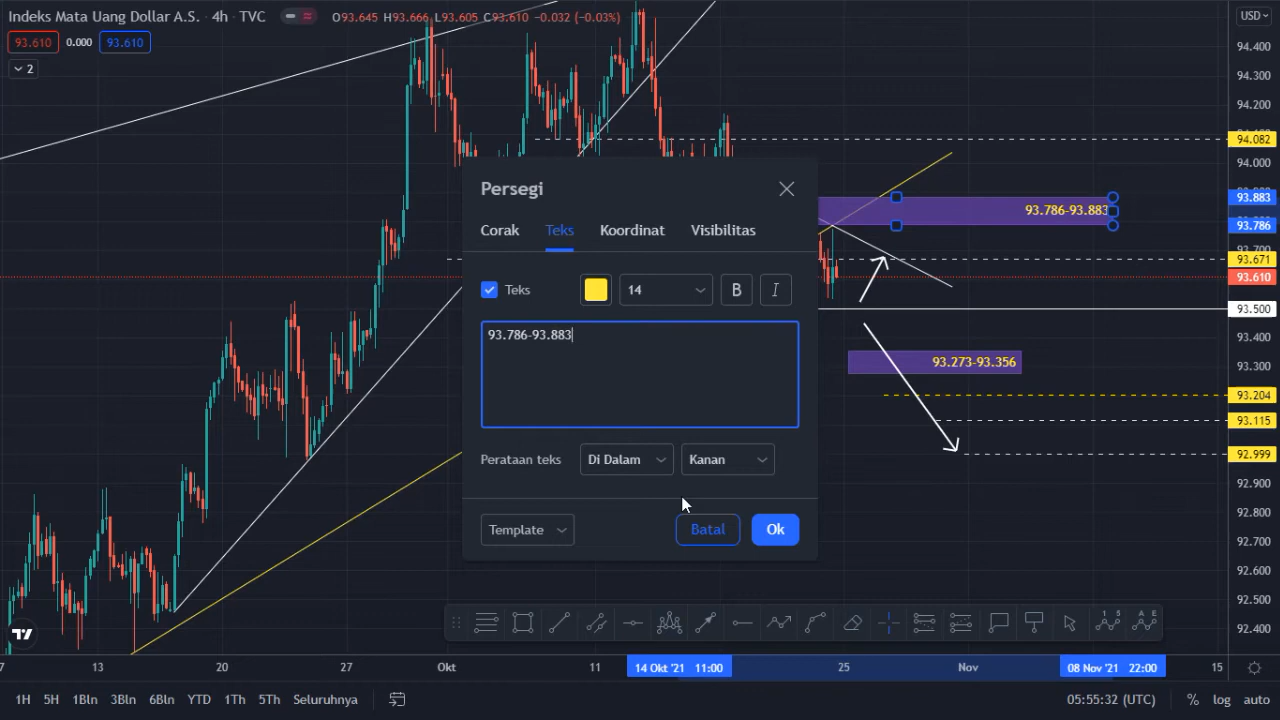 Indeks Mata Uang Dollar A.S. · 4h · TVC
O93.645 H93.666 L93.605 C93.610 −0.032 (−0.03%)
USD
93.610 0.000 93.610
2
94.400
94.300
94.200
94.082
94.000
93.883
93.786
93.671
93.610
93.500
93.400
93.300
93.204
93.115
92.999
92.900
92.800
92.700
92.600
92.500
92.400
93.786-93.883
93.273-93.356
Persegi
Corak Teks Koordinat Visibilitas
Teks 14 B I
93.786-93.883
Perataan teks Di Dalam Kanan
Template Batal Ok
7 13 20 27 Okt 11 14 Okt '21 11:00 25 Nov 08 Nov '21 22:00 15
1H 5H 1Bln 3Bln 6Bln YTD 1Th 5Th Seluruhnya 05:55:32 (UTC) % log auto